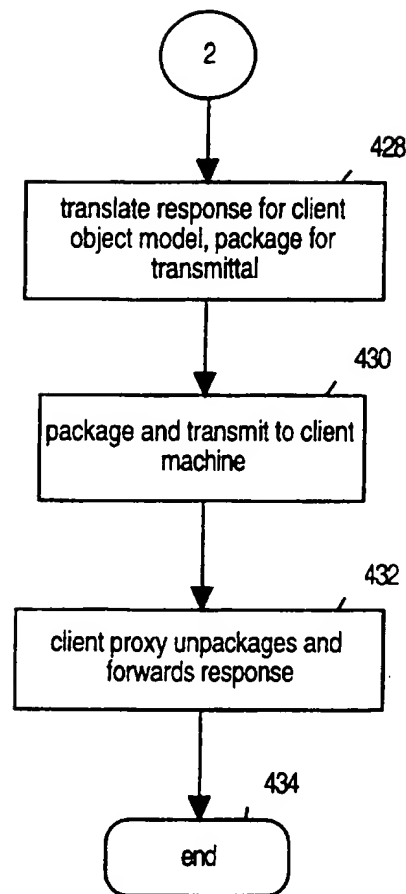 2
428
translate response for client
object model, package for
transmittal
430
package and transmit to client
machine
432
client proxy unpackages and
forwards response
434
end